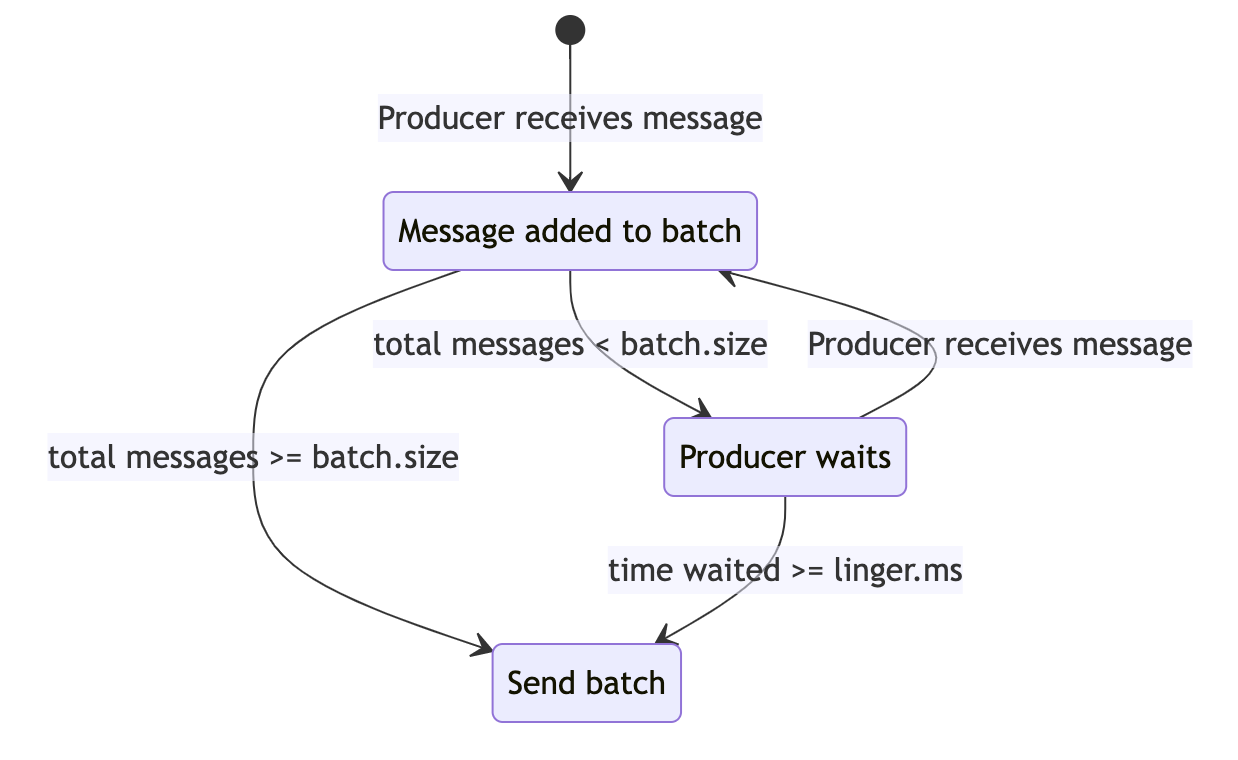 Producer receives message
Message added to batch
total messages < batch.size
Producer receives message
total messages >= batch.size
Producer waits
time waited >= linger.ms
Send batch